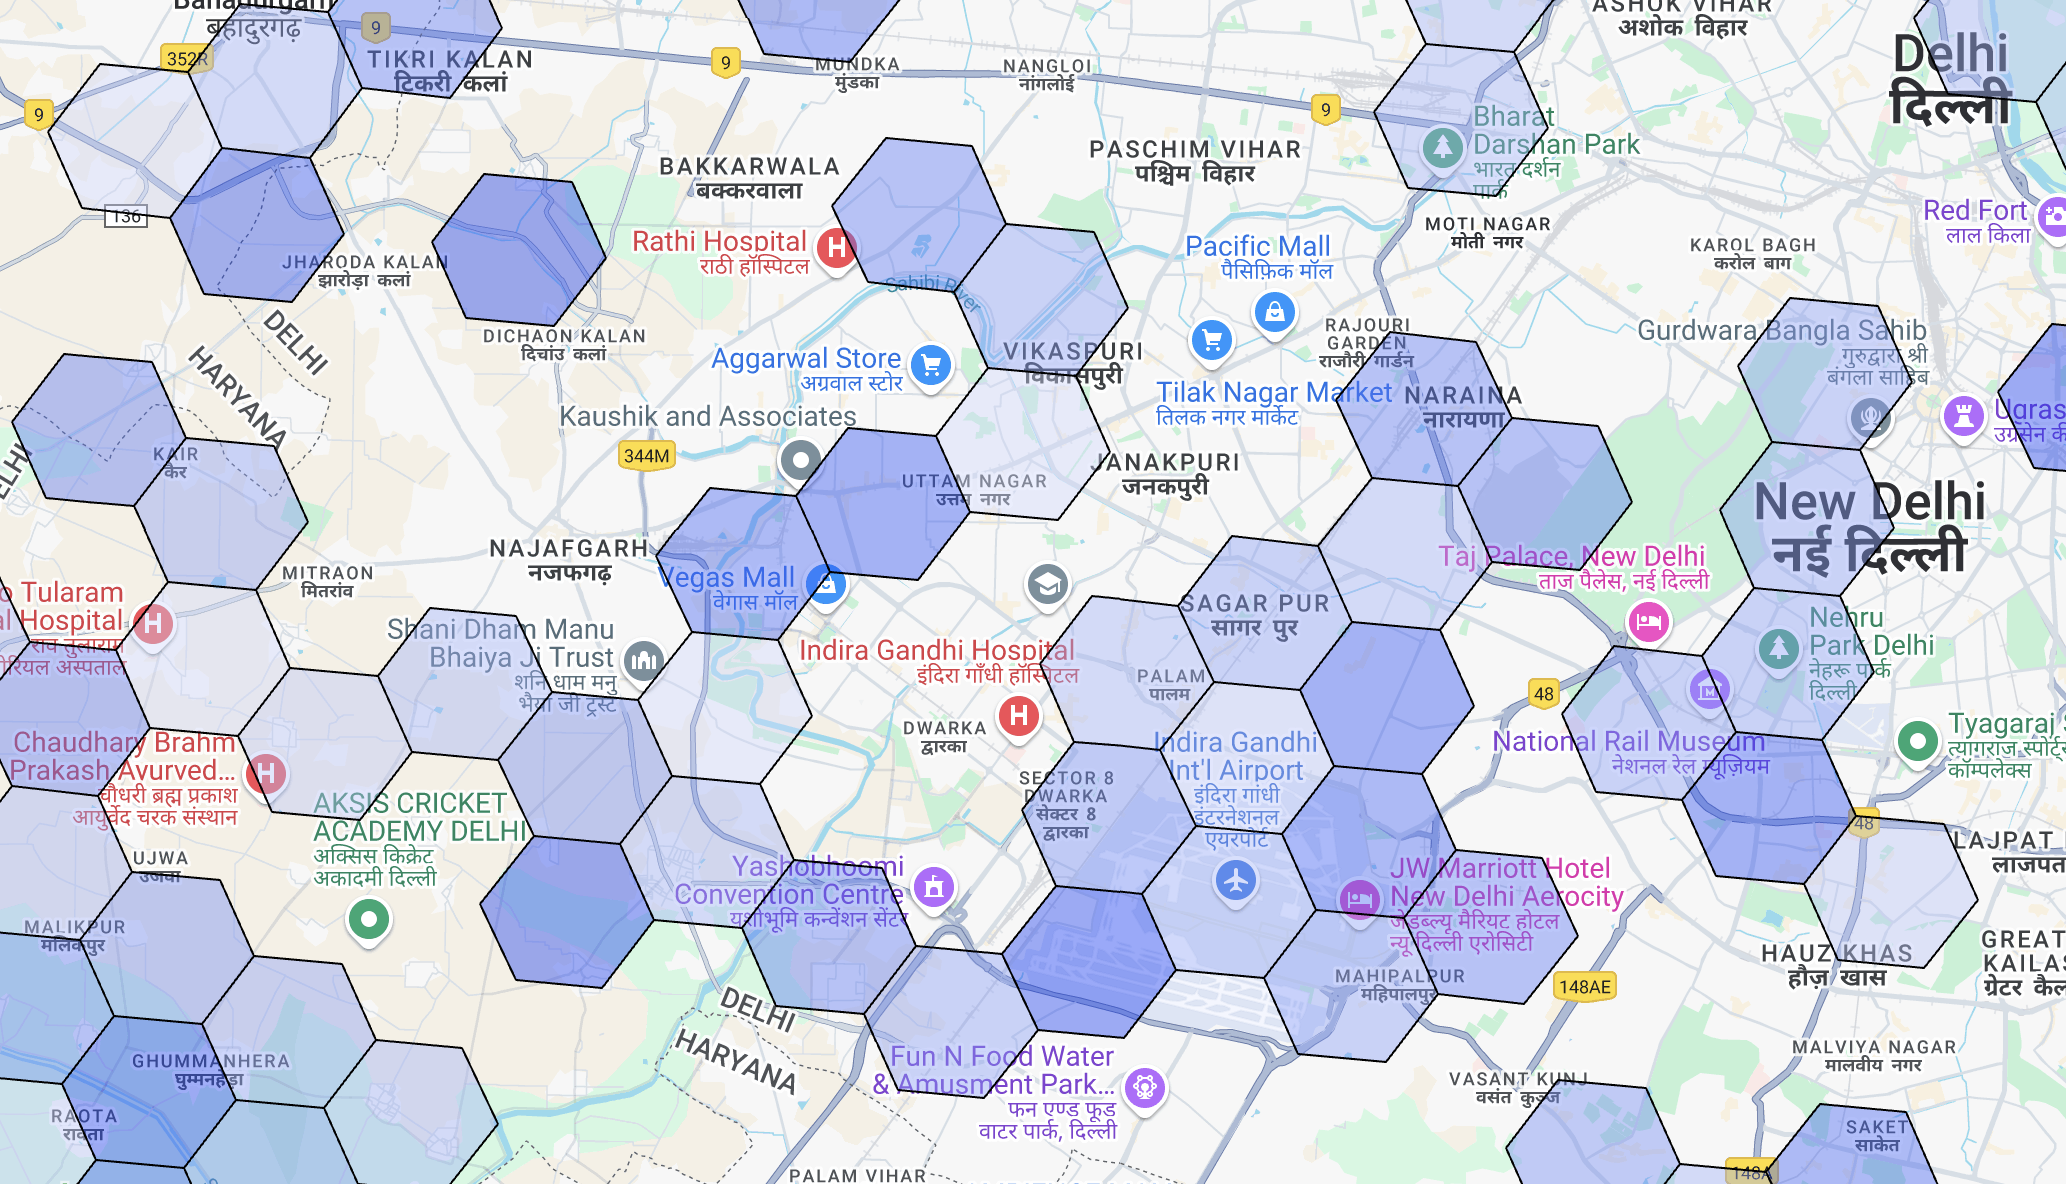 Bahadurgarh
बहादुरगढ़
9
352R
TIKRI KALAN
टिकरी कलां
9
MUNDKA
मुंडका
NANGLOI
नांगलोई
ASHOK VIHAR
अशोक विहार
Delhi
दिल्ली
9
9
Bharat
Darshan Park
भारत दर्शन
पार्क
PASCHIM VIHAR
पश्चिम विहार
BAKKARWALA
बक्करवाला
136
MOTI NAGAR
मोती नगर
Red Fort
लाल किला
KAROL BAGH
करोल बाग
Rathi Hospital
राठी हॉस्पिटल
Pacific Mall
पैसिफ़िक मॉल
JHARODA KALAN
झारोड़ा कलां
Sahibi River
DELHI
HARYANA
DICHAON KALAN
दिचांउ कलां
RAJOURI
GARDEN
राजौरी गार्डन
Gurdwara Bangla Sahib
गुरुद्वारा श्री
बंगला साहिब
Aggarwal Store
अग्रवाल स्टोर
VIKASPURI
विकासपुरी
Tilak Nagar Market
तिलक नगर मार्केट
NARAINA
नारायणा
Kaushik and Associates
344M
KAIR
कैर
UTTAM NAGAR
उत्तम नगर
JANAKPURI
जनकपुरी
New Delhi
नई दिल्ली
NAJAFGARH
नजफगढ़
MITRAON
मितरांव
Vegas Mall
वेगास मॉल
Taj Palace, New Delhi
ताज पैलेस, नई दिल्ली
o Tularam
al Hospital
राव तुलाराम
SAGAR PUR
सागर पुर
Nehru
Park Delhi
नेहरू पार्क
दिल्ली
Shani Dham Manu
Bhaiya Ji Trust
शनि धाम मनु
भैया जी ट्रस्ट
Indira Gandhi Hospital
इंदिरा गाँधी हॉस्पिटल
PALAM
पालम
48
DWARKA
द्वारका
Indira Gandhi
Int'l Airport
इंदिरा गांधी
इंटरनेशनल
एयरपोर्ट
National Rail Museum
नेशनल रेल म्यूज़ियम
Tyagaraj
त्यागराज स्पोर्ट्स
कॉम्पलेक्स
Chaudhary Brahm
Prakash Ayurved...
चौधरी ब्रह्म प्रकाश
आयुर्वेद चरक संस्थान
SECTOR 8
DWARKA
सेक्टर 8
द्वारका
AKSIS CRICKET
ACADEMY DELHI
अक्सिस क्रिकेट
अकादमी दिल्ली
48
LAJPAT
लाजपत
UJWA
उजवा
Yashobhoomi
Convention Centre
यशोभूमि कन्वेंशन सेंटर
JW Marriott Hotel
New Delhi Aerocity
जेडब्ल्यू मैरियट होटल
न्यू दिल्ली एरोसिटी
MALIKPUR
मलिकपुर
HAUZ KHAS
हौज़ खास
GREAT
KAILAS
ग्रेटर
MAHIPALPUR
महिपालपुर
148AE
DELHI
HARYANA
GHUMMANHERA
घुम्मनहेड़ा
Fun N Food Water
& Amusment Park...
फन एण्ड फूड
वाटर पार्क, दिल्ली
MALVIYA NAGAR
मालवीय नगर
VASANT KUNJ
वसंत कुञ्ज
RAOTA
रावता
SAKET
साकेत
PALAM VIHAR
148A